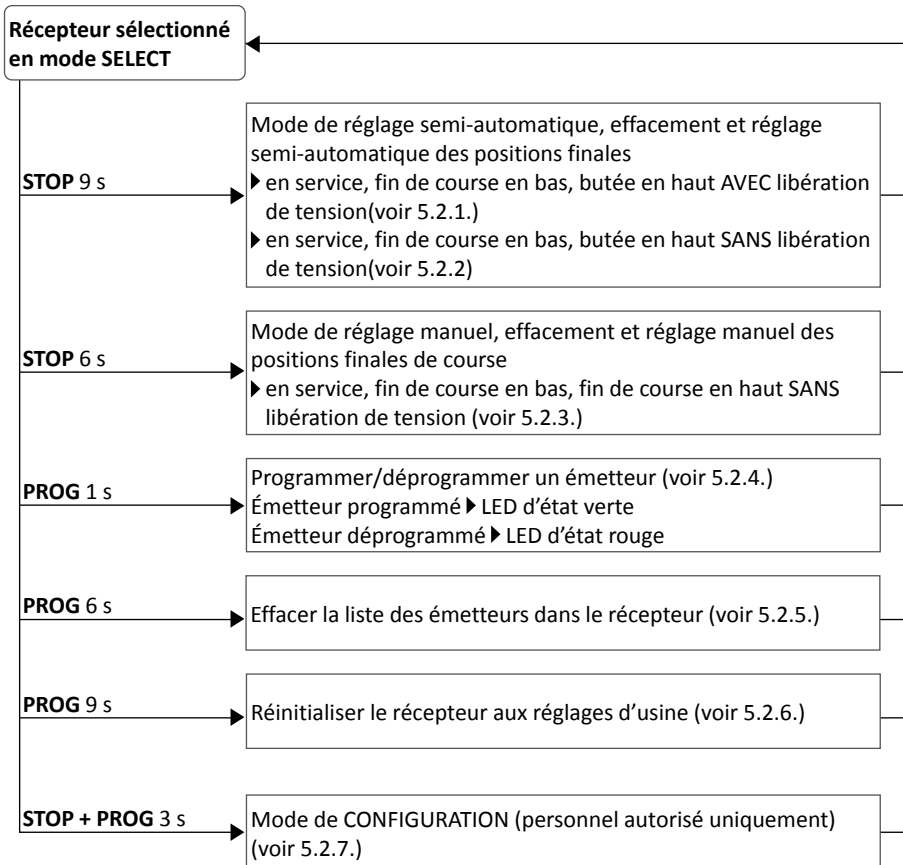 Récepteur sélectionné
en mode SELECT
STOP 9 s
Mode de réglage semi-automatique, effacement et réglage
semi-automatique des positions finales
▶ en service, fin de course en bas, butée en haut AVEC libération
de tension(voir 5.2.1.)
▶ en service, fin de course en bas, butée en haut SANS libération
de tension(voir 5.2.2)
STOP 6 s
Mode de réglage manuel, effacement et réglage manuel des
positions finales de course
▶ en service, fin de course en bas, fin de course en haut SANS
libération de tension (voir 5.2.3.)
PROG 1 s
Programmer/déprogrammer un émetteur (voir 5.2.4.)
Émetteur programmé ▶ LED d’état verte
Émetteur déprogrammé ▶ LED d’état rouge
PROG 6 s
Effacer la liste des émetteurs dans le récepteur (voir 5.2.5.)
PROG 9 s
Réinitialiser le récepteur aux réglages d’usine (voir 5.2.6.)
STOP + PROG 3 s
Mode de CONFIGURATION (personnel autorisé uniquement)
(voir 5.2.7.)